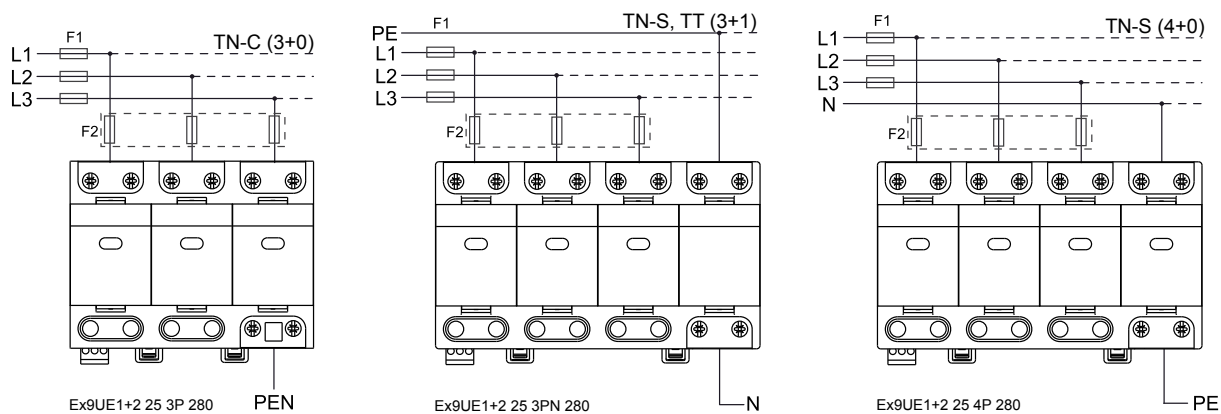 F1
TN-C (3+0)
L1
L2
L3
F2
Ex9UE1+2 25 3P 280
PEN
F1
TN-S, TT (3+1)
PE
L1
L2
L3
F2
Ex9UE1+2 25 3PN 280
N
F1
TN-S (4+0)
L1
L2
L3
N
F2
Ex9UE1+2 25 4P 280
PE